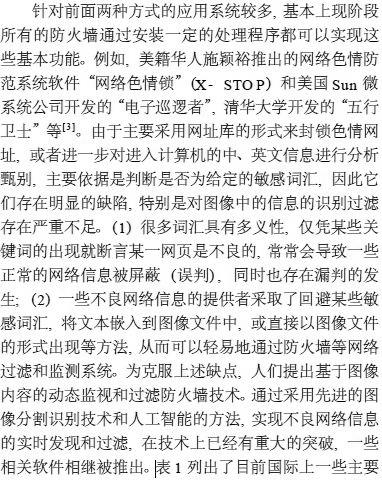 针对前面两种方式的应用系统较多, 基本上现阶段
所有的防火墙通过安装一定的处理程序都可以实现这
些基本功能。例如, 美籍华人施颖裕推出的网络色情防
范系统软件“网络色情锁”(X- STOP) 和美国 Sun 微
系统公司开发的“电子巡逻者”, 清华大学开发的“五行
卫士”等[3]。由于主要采用网址库的形式来封锁色情网
址, 或者进一步对进入计算机的中、英文信息进行分析
甄别, 主要依据是判断是否为给定的敏感词汇, 因此它
们存在明显的缺陷, 特别是对图像中的信息的识别过滤
存在严重不足。(1) 很多词汇具有多义性, 仅凭某些关
键词的出现就断言某一网页是不良的, 常常会导致一些
正常的网络信息被屏蔽 (误判), 同时也存在漏判的发
生; (2) 一些不良网络信息的提供者采取了回避某些敏
感词汇, 将文本嵌入到图像文件中, 或直接以图像文件
的形式出现等方法, 从而可以轻易地通过防火墙等网络
过滤和监测系统。为克服上述缺点, 人们提出基于图像
内容的动态监视和过滤防火墙技术。通过采用先进的图
像分割识别技术和人工智能的方法, 实现不良网络信息
的实时发现和过滤, 在技术上已经有重大的突破, 一些
相关软件相继被推出。表 1 列出了目前国际上一些主要